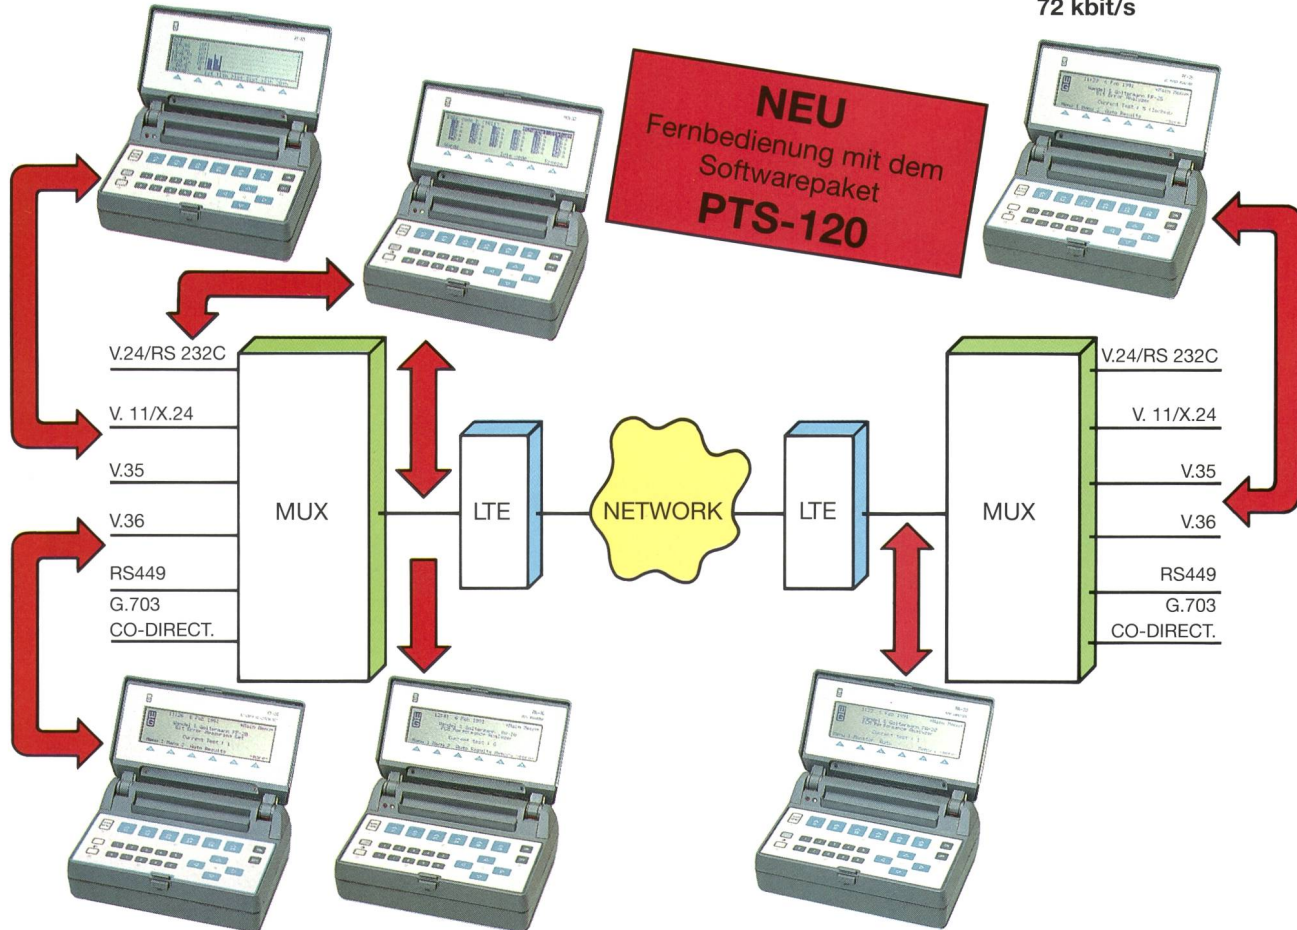 72 kbit/s
NEU
Fernbedienung mit dem
Softwarepaket
PTS-120
V.24/RS 232C
V. 11/X.24
V.35
V.36
RS449
G.703
CO-DIRECT.
MUX
LTE
NETWORK
LTE
MUX
V.24/RS 232C
V. 11/X.24
V.35
V.36
RS449
G.703
CO-DIRECT.